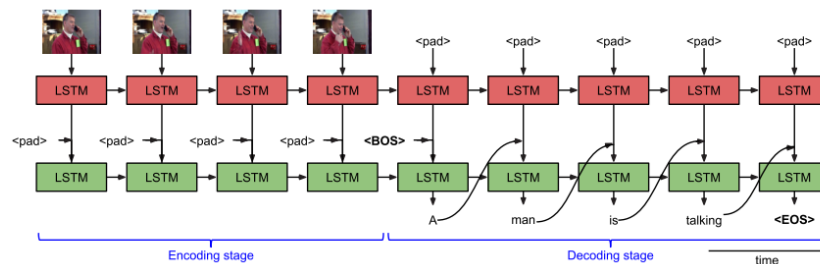 <pad> <pad> <pad> <pad> <pad>
LSTM LSTM LSTM LSTM LSTM LSTM LSTM LSTM LSTM
<pad> <pad> <pad> <pad> <BOS>
LSTM LSTM LSTM LSTM LSTM LSTM LSTM LSTM LSTM
A man is talking <EOS>
Encoding stage Decoding stage
time